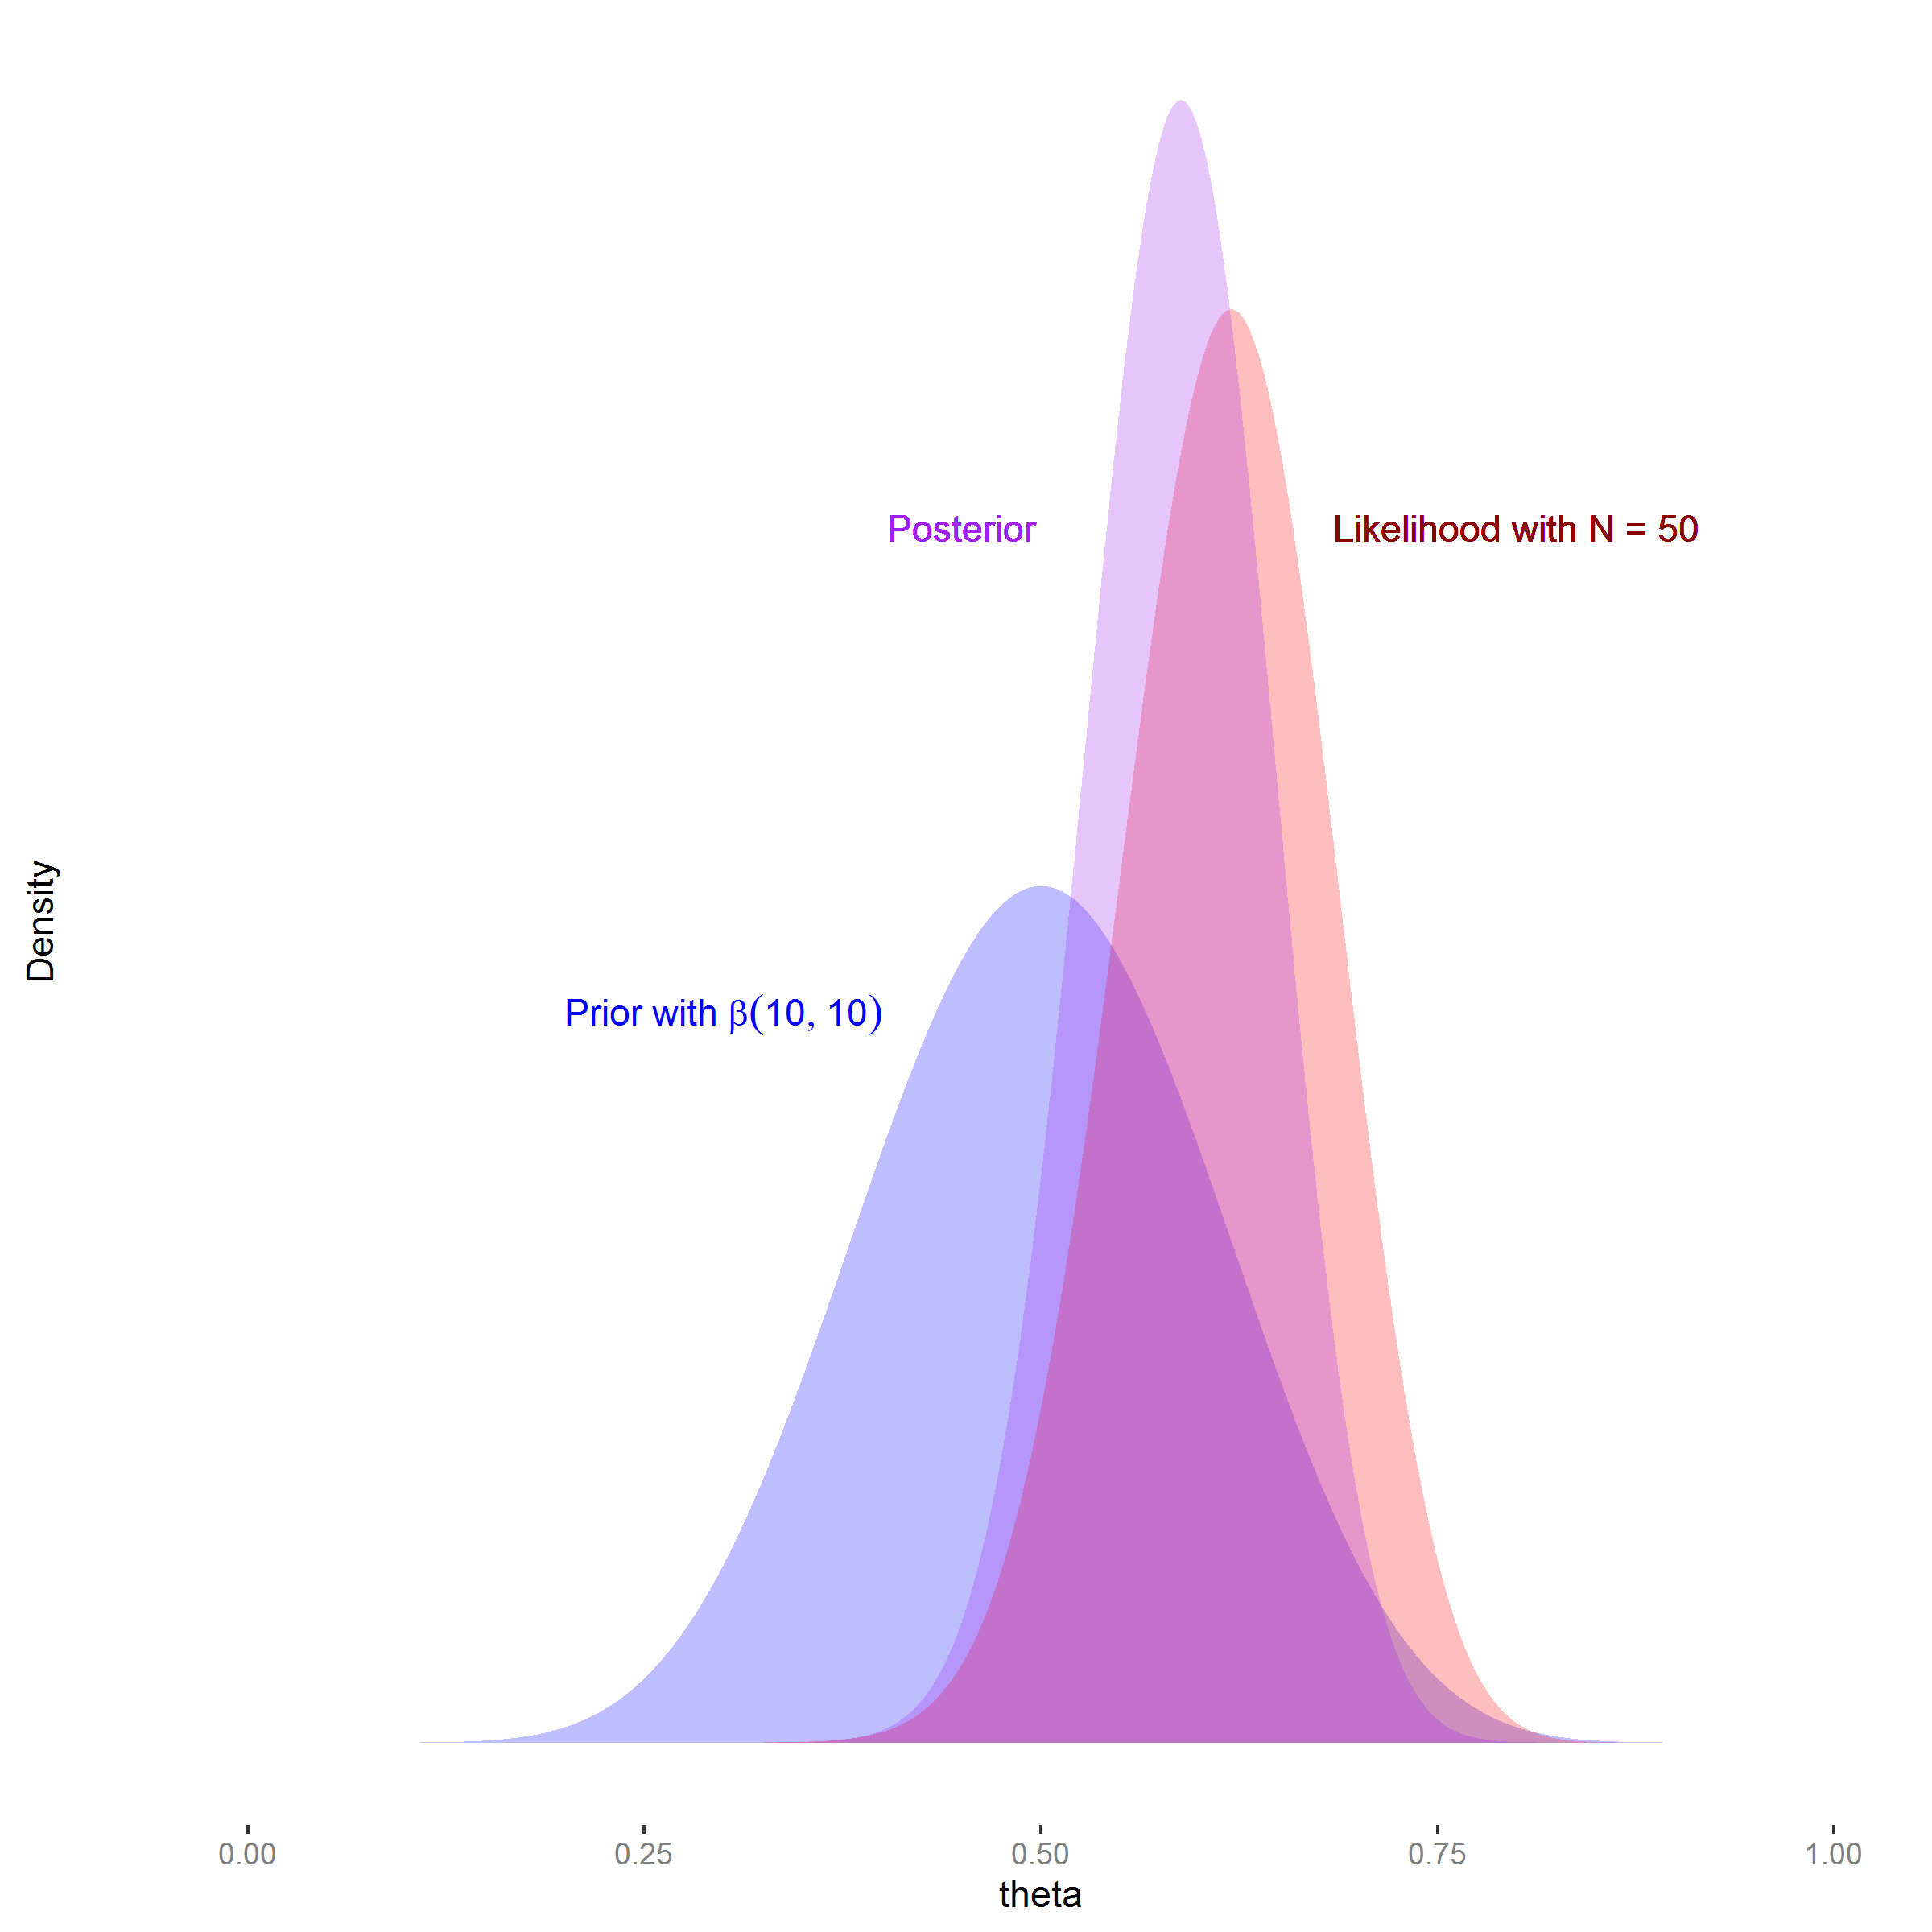 Posterior
Likelihood with N = 50
Density
Prior with β(10, 10)
0.00
0.25
0.50
0.75
1.00
theta